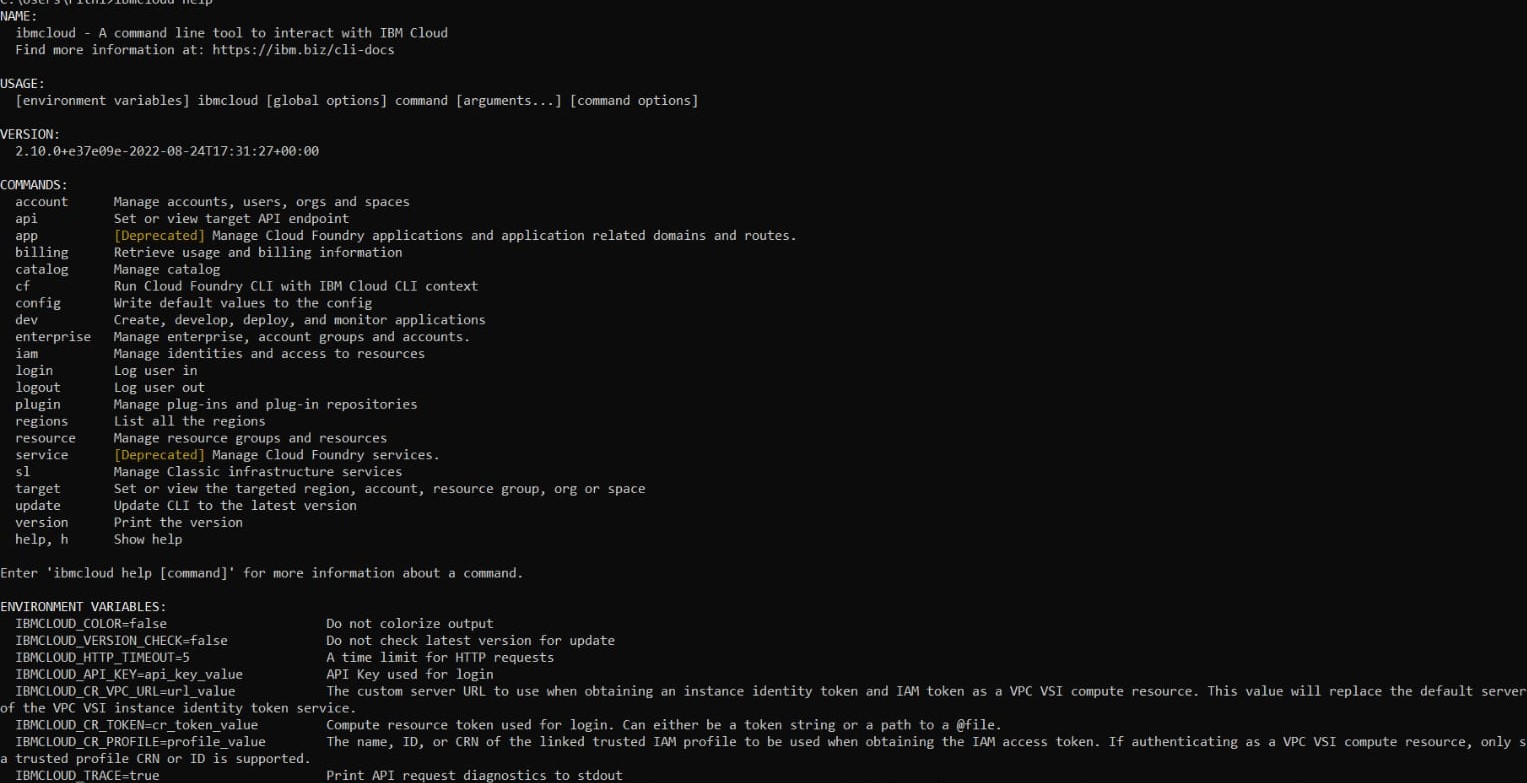 C:\Users\rithi>ibmcloud help
NAME:
ibmcloud - A command line tool to interact with IBM Cloud
Find more information at: https://ibm.biz/cli-docs
USAGE:
[environment variables] ibmcloud [global options] command [arguments...] [command options]
VERSION:
2.10.0+e37e09e-2022-08-24T17:31:27+00:00
COMMANDS:
account Manage accounts, users, orgs and spaces
api Set or view target API endpoint
app [Deprecated] Manage Cloud Foundry applications and application related domains and routes.
billing Retrieve usage and billing information
catalog Manage catalog
cf Run Cloud Foundry CLI with IBM Cloud CLI context
config Write default values to the config
dev Create, develop, deploy, and monitor applications
enterprise Manage enterprise, account groups and accounts.
iam Manage identities and access to resources
login Log user in
logout Log user out
plugin Manage plug-ins and plug-in repositories
regions List all the regions
resource Manage resource groups and resources
service [Deprecated] Manage Cloud Foundry services.
sl Manage Classic infrastructure services
target Set or view the targeted region, account, resource group, org or space
update Update CLI to the latest version
version Print the version
help, h Show help
Enter 'ibmcloud help [command]' for more information about a command.
ENVIRONMENT VARIABLES:
IBMCLOUD_COLOR=false Do not colorize output
IBMCLOUD_VERSION_CHECK=false Do not check latest version for update
IBMCLOUD_HTTP_TIMEOUT=5 A time limit for HTTP requests
IBMCLOUD_API_KEY=api_key_value API Key used for login
IBMCLOUD_CR_VPC_URL=url_value The custom server URL to use when obtaining an instance identity token and IAM token as a VPC VSI compute resource. This value will replace the default server
of the VPC VSI instance identity token service.
IBMCLOUD_CR_TOKEN=cr_token_value Compute resource token used for login. Can either be a token string or a path to a @file.
IBMCLOUD_CR_PROFILE=profile_value The name, ID, or CRN of the linked trusted IAM profile to be used when obtaining the IAM access token. If authenticating as a VPC VSI compute resource, only s
a trusted profile CRN or ID is supported.
IBMCLOUD_TRACE=true Print API request diagnostics to stdout